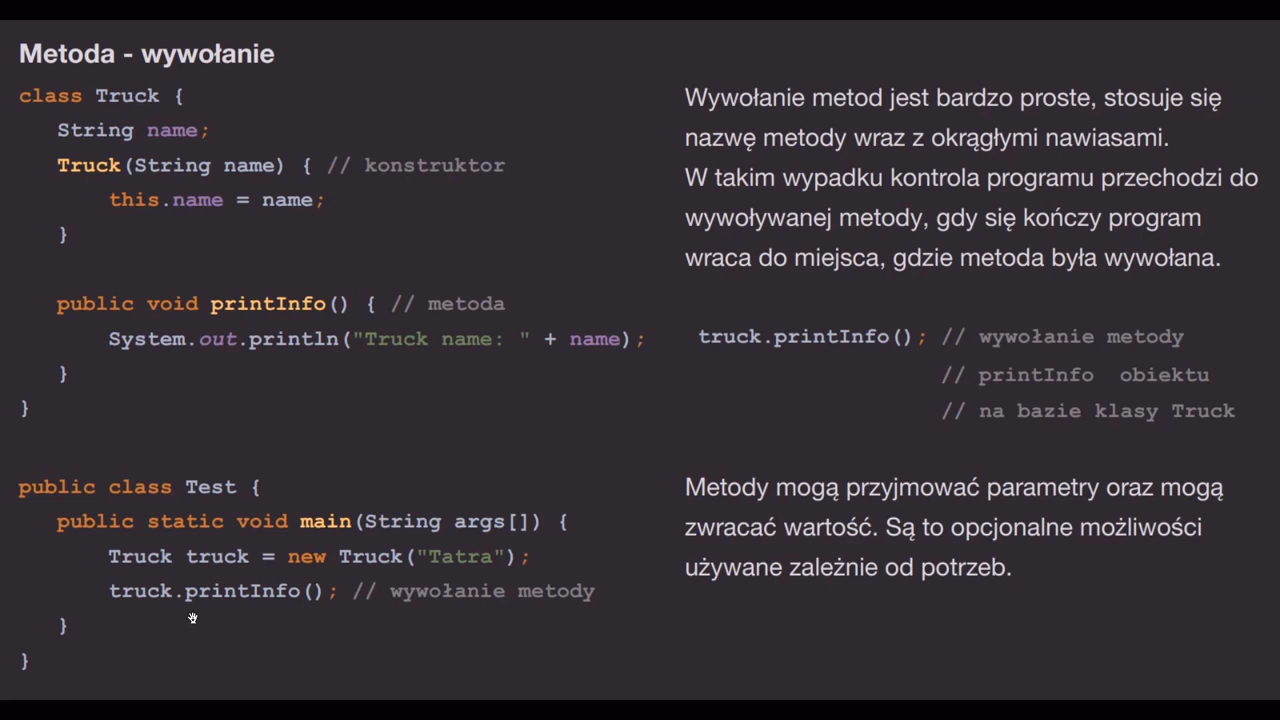 Metoda - wywołanie
class Truck {
String name;
Truck(String name) { // konstruktor
this.name = name;
}
public void printInfo() { // metoda
System.out.println("Truck name: " + name);
}
}
public class Test {
public static void main(String args[]) {
Truck truck = new Truck("Tatra");
truck.printInfo(); // wywołanie metody
}
}
Wywołanie metod jest bardzo proste, stosuje się
nazwę metody wraz z okrągłymi nawiasami.
W takim wypadku kontrola programu przechodzi do
wywoływanej metody, gdy się kończy program
wraca do miejsca, gdzie metoda była wywołana.
truck.printInfo(); // wywołanie metody
// printInfo  obiektu
// na bazie klasy Truck
Metody mogą przyjmować parametry oraz mogą
zwracać wartość. Są to opcjonalne możliwości
używane zależnie od potrzeb.